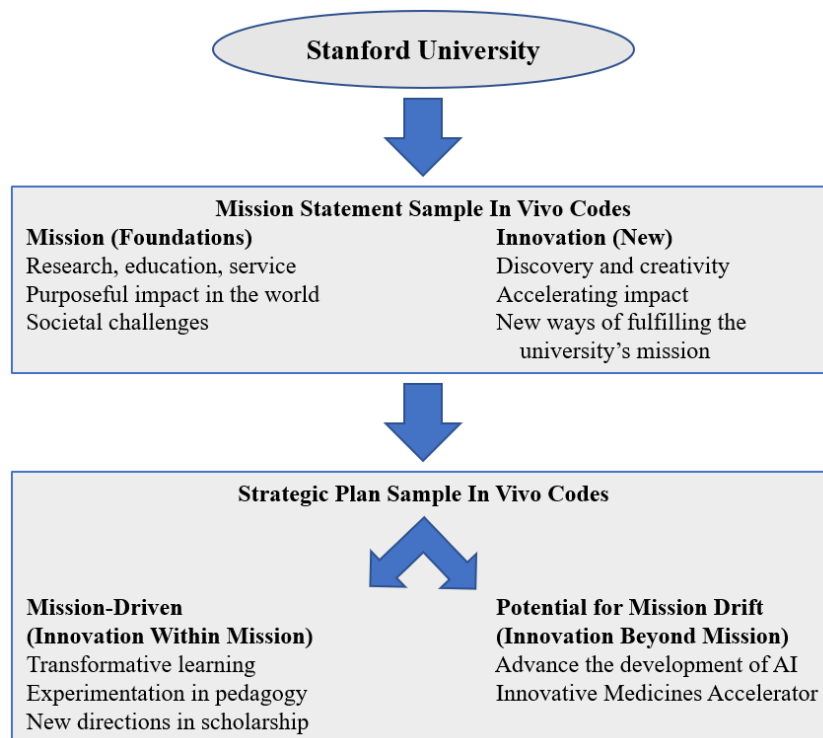 Stanford University
Mission Statement Sample In Vivo Codes
Mission (Foundations)
Research, education, service
Purposeful impact in the world
Societal challenges
Innovation (New)
Discovery and creativity
Accelerating impact
New ways of fulfilling the
university’s mission
Strategic Plan Sample In Vivo Codes
Mission-Driven
(Innovation Within Mission)
Transformative learning
Experimentation in pedagogy
New directions in scholarship
Potential for Mission Drift
(Innovation Beyond Mission)
Advance the development of AI
Innovative Medicines Accelerator